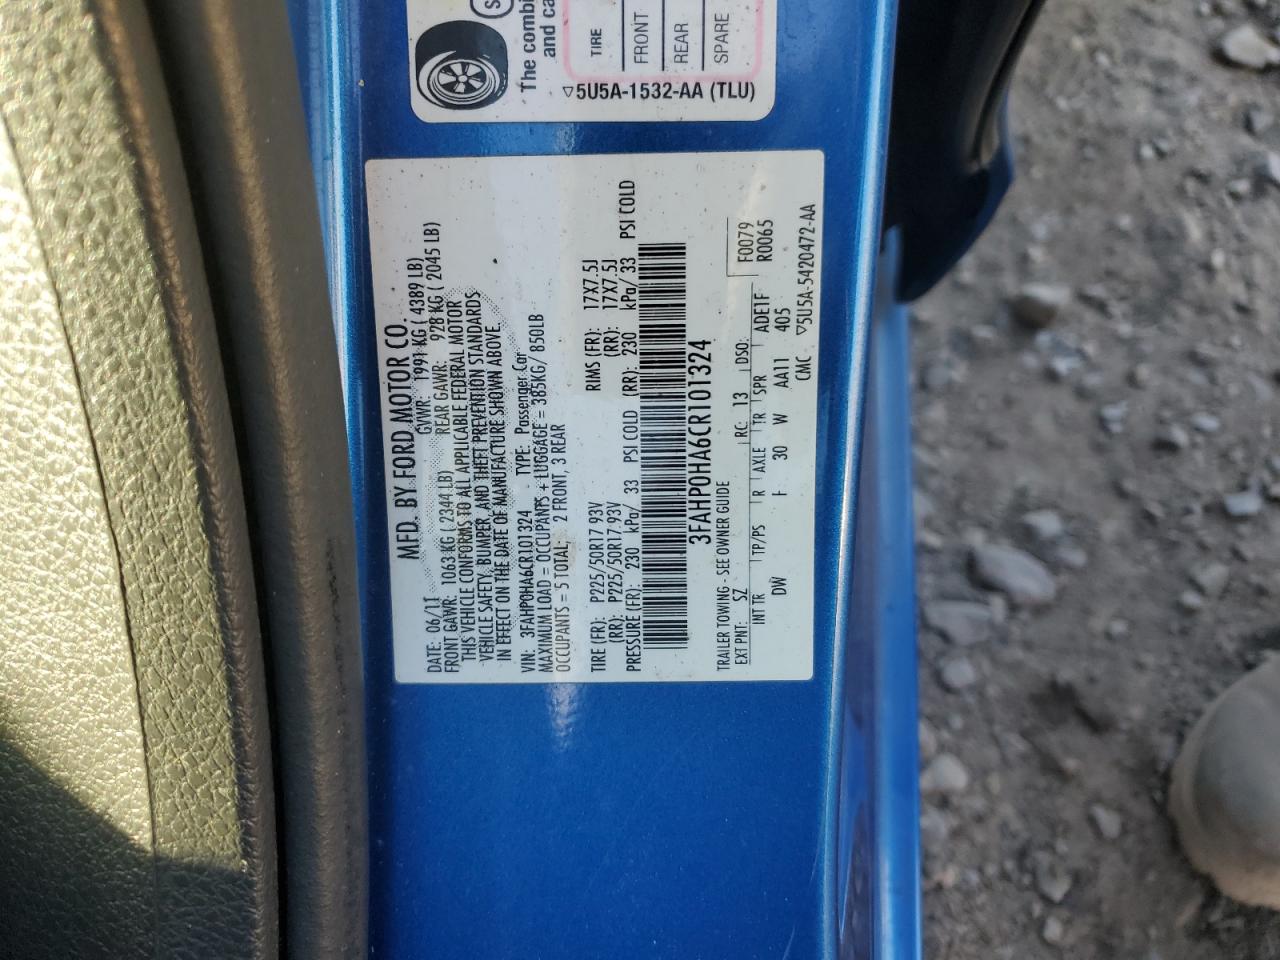 The combi
and ca
TIRE
FRONT
REAR
SPARE
▽5U5A-1532-AA (TLU)
MFD. BY FORD MOTOR CO.
DATE: 06/11 GVWR: 1991 KG ( 4389 LB)
FRONT GAWR: 1063 KG ( 2344 LB) REAR GAWR: 928 KG ( 2045 LB)
THIS VEHICLE CONFORMS TO ALL APPLICABLE FEDERAL MOTOR
VEHICLE SAFETY, BUMPER, AND THEFT PREVENTION STANDARDS
IN EFFECT ON THE DATE OF MANUFACTURE SHOWN ABOVE.
VIN: 3FAHP0HA6CR101324 TYPE: Passenger Car
MAXIMUM LOAD = OCCUPANTS + LUGGAGE = 385KG/ 850LB
OCCUPANTS = 5 TOTAL: 2 FRONT, 3 REAR
TIRE (FR): P225/50R17 93V RIMS (FR): 17X7.5J
(RR): P225/50R17 93V (RR): 17X7.5J
PRESSURE (FR): 230 kPa/ 33 PSI COLD (RR): 230 kPa/ 33 PSI COLD
3FAHP0HA6CR101324
TRAILER TOWING - SEE OWNER GUIDE F0079
EXT PNT: SZ RC: 13 DSO: R0065
INT TR TP/PS R AXLE TR SPR ADE1F
DW I 30 W AA11 405
CMC ▽5U5A-5420472-AA